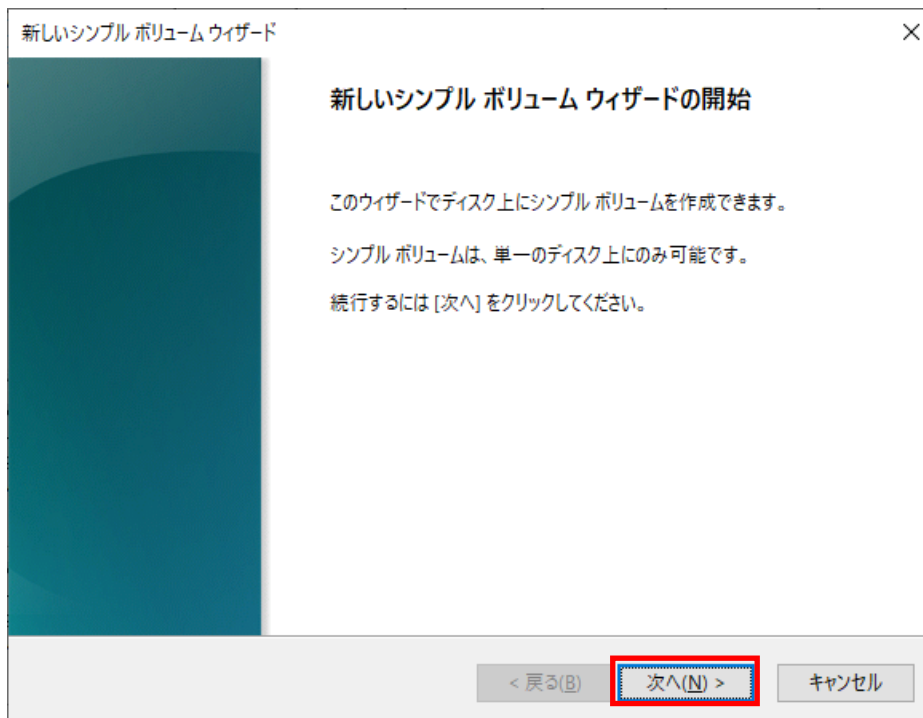 新しいシンプル ボリューム ウィザード
新しいシンプル ボリューム ウィザードの開始
このウィザードでディスク上にシンプル ボリュームを作成できます。
シンプル ボリュームは、単一のディスク上にのみ可能です。
続行するには [次へ] をクリックしてください。
< 戻る(B) 次へ(N) > キャンセル